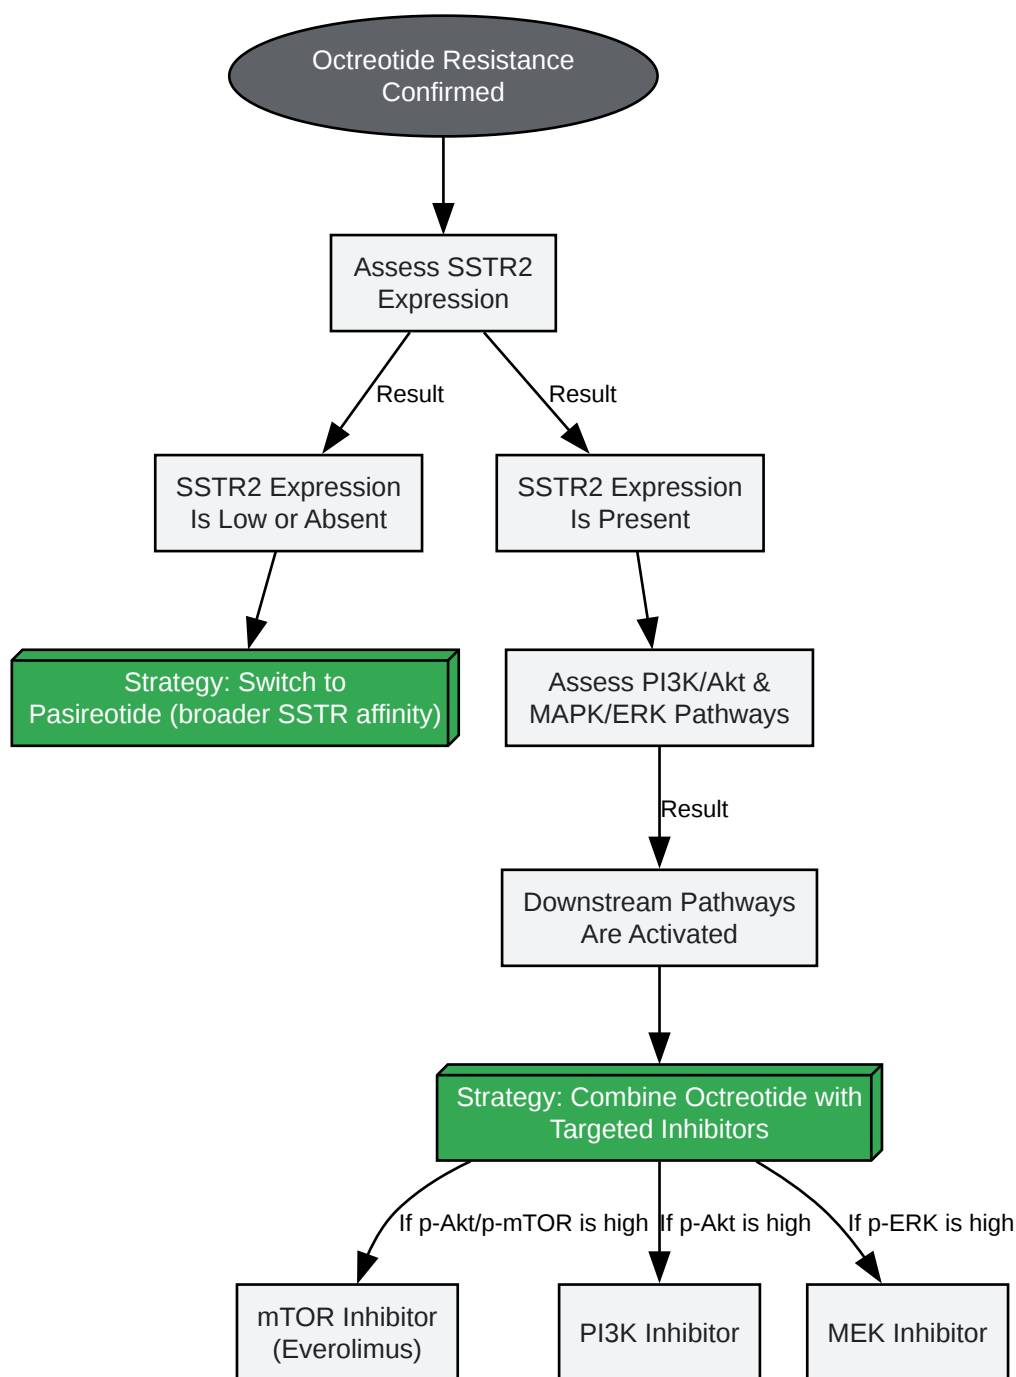 Octreotide Resistance
Confirmed
Assess SSTR2
Expression
Result
Result
SSTR2 Expression
Is Low or Absent
SSTR2 Expression
Is Present
Strategy: Switch to
Pasireotide (broader SSTR affinity)
Assess PI3K/Akt &
MAPK/ERK Pathways
Result
Downstream Pathways
Are Activated
Strategy: Combine Octreotide with
Targeted Inhibitors
If p-Akt/p-mTOR is high
If p-Akt is high
If p-ERK is high
mTOR Inhibitor
(Everolimus)
PI3K Inhibitor
MEK Inhibitor